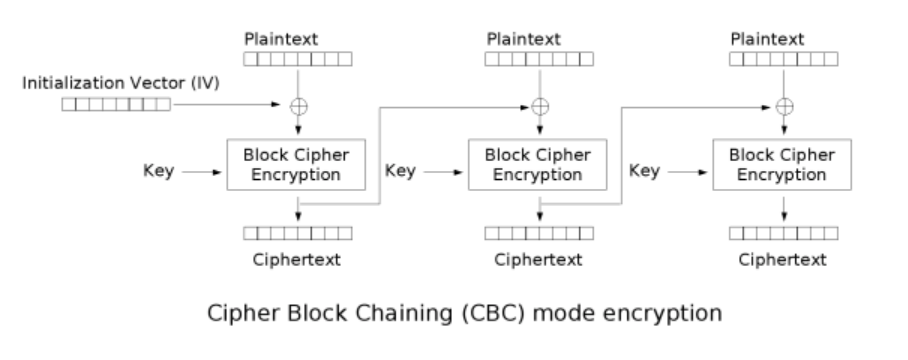 Plaintext
Plaintext
Plaintext
Initialization Vector (IV)
Key
Block Cipher
Encryption
Key
Block Cipher
Encryption
Key
Block Cipher
Encryption
Ciphertext
Ciphertext
Ciphertext
Cipher Block Chaining (CBC) mode encryption